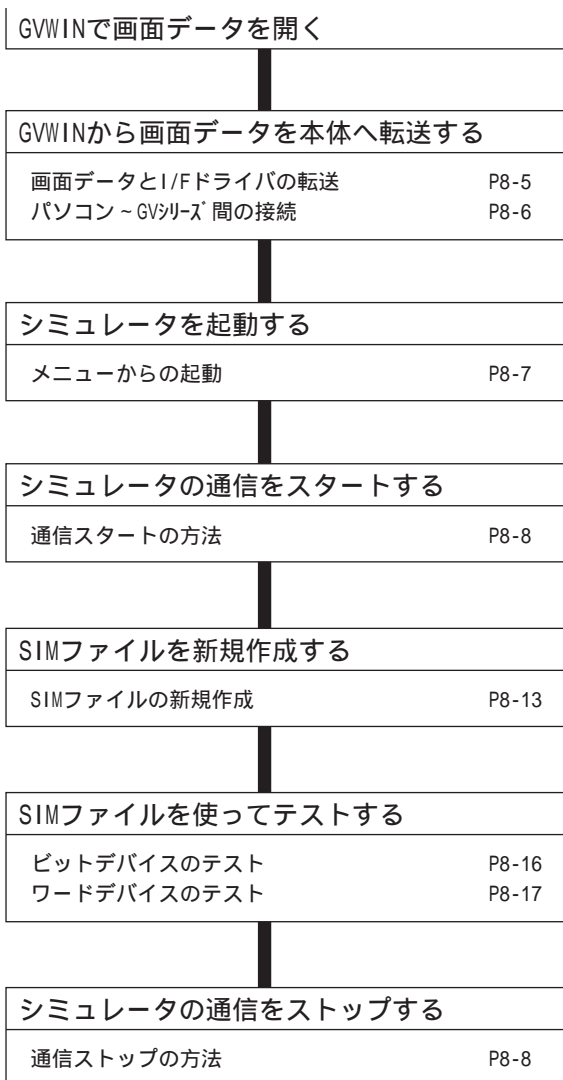 GVWINで画面データを開く
GVWINから画面データを本体へ転送する
画面データとI/Fドライバの転送 P8-5
パソコン~GVシリーズ間の接続 P8-6
シミュレータを起動する
メニューからの起動 P8-7
シミュレータの通信をスタートする
通信スタートの方法 P8-8
SIMファイルを新規作成する
SIMファイルの新規作成 P8-13
SIMファイルを使ってテストする
ビットデバイスのテスト P8-16
ワードデバイスのテスト P8-17
シミュレータの通信をストップする
通信ストップの方法 P8-8